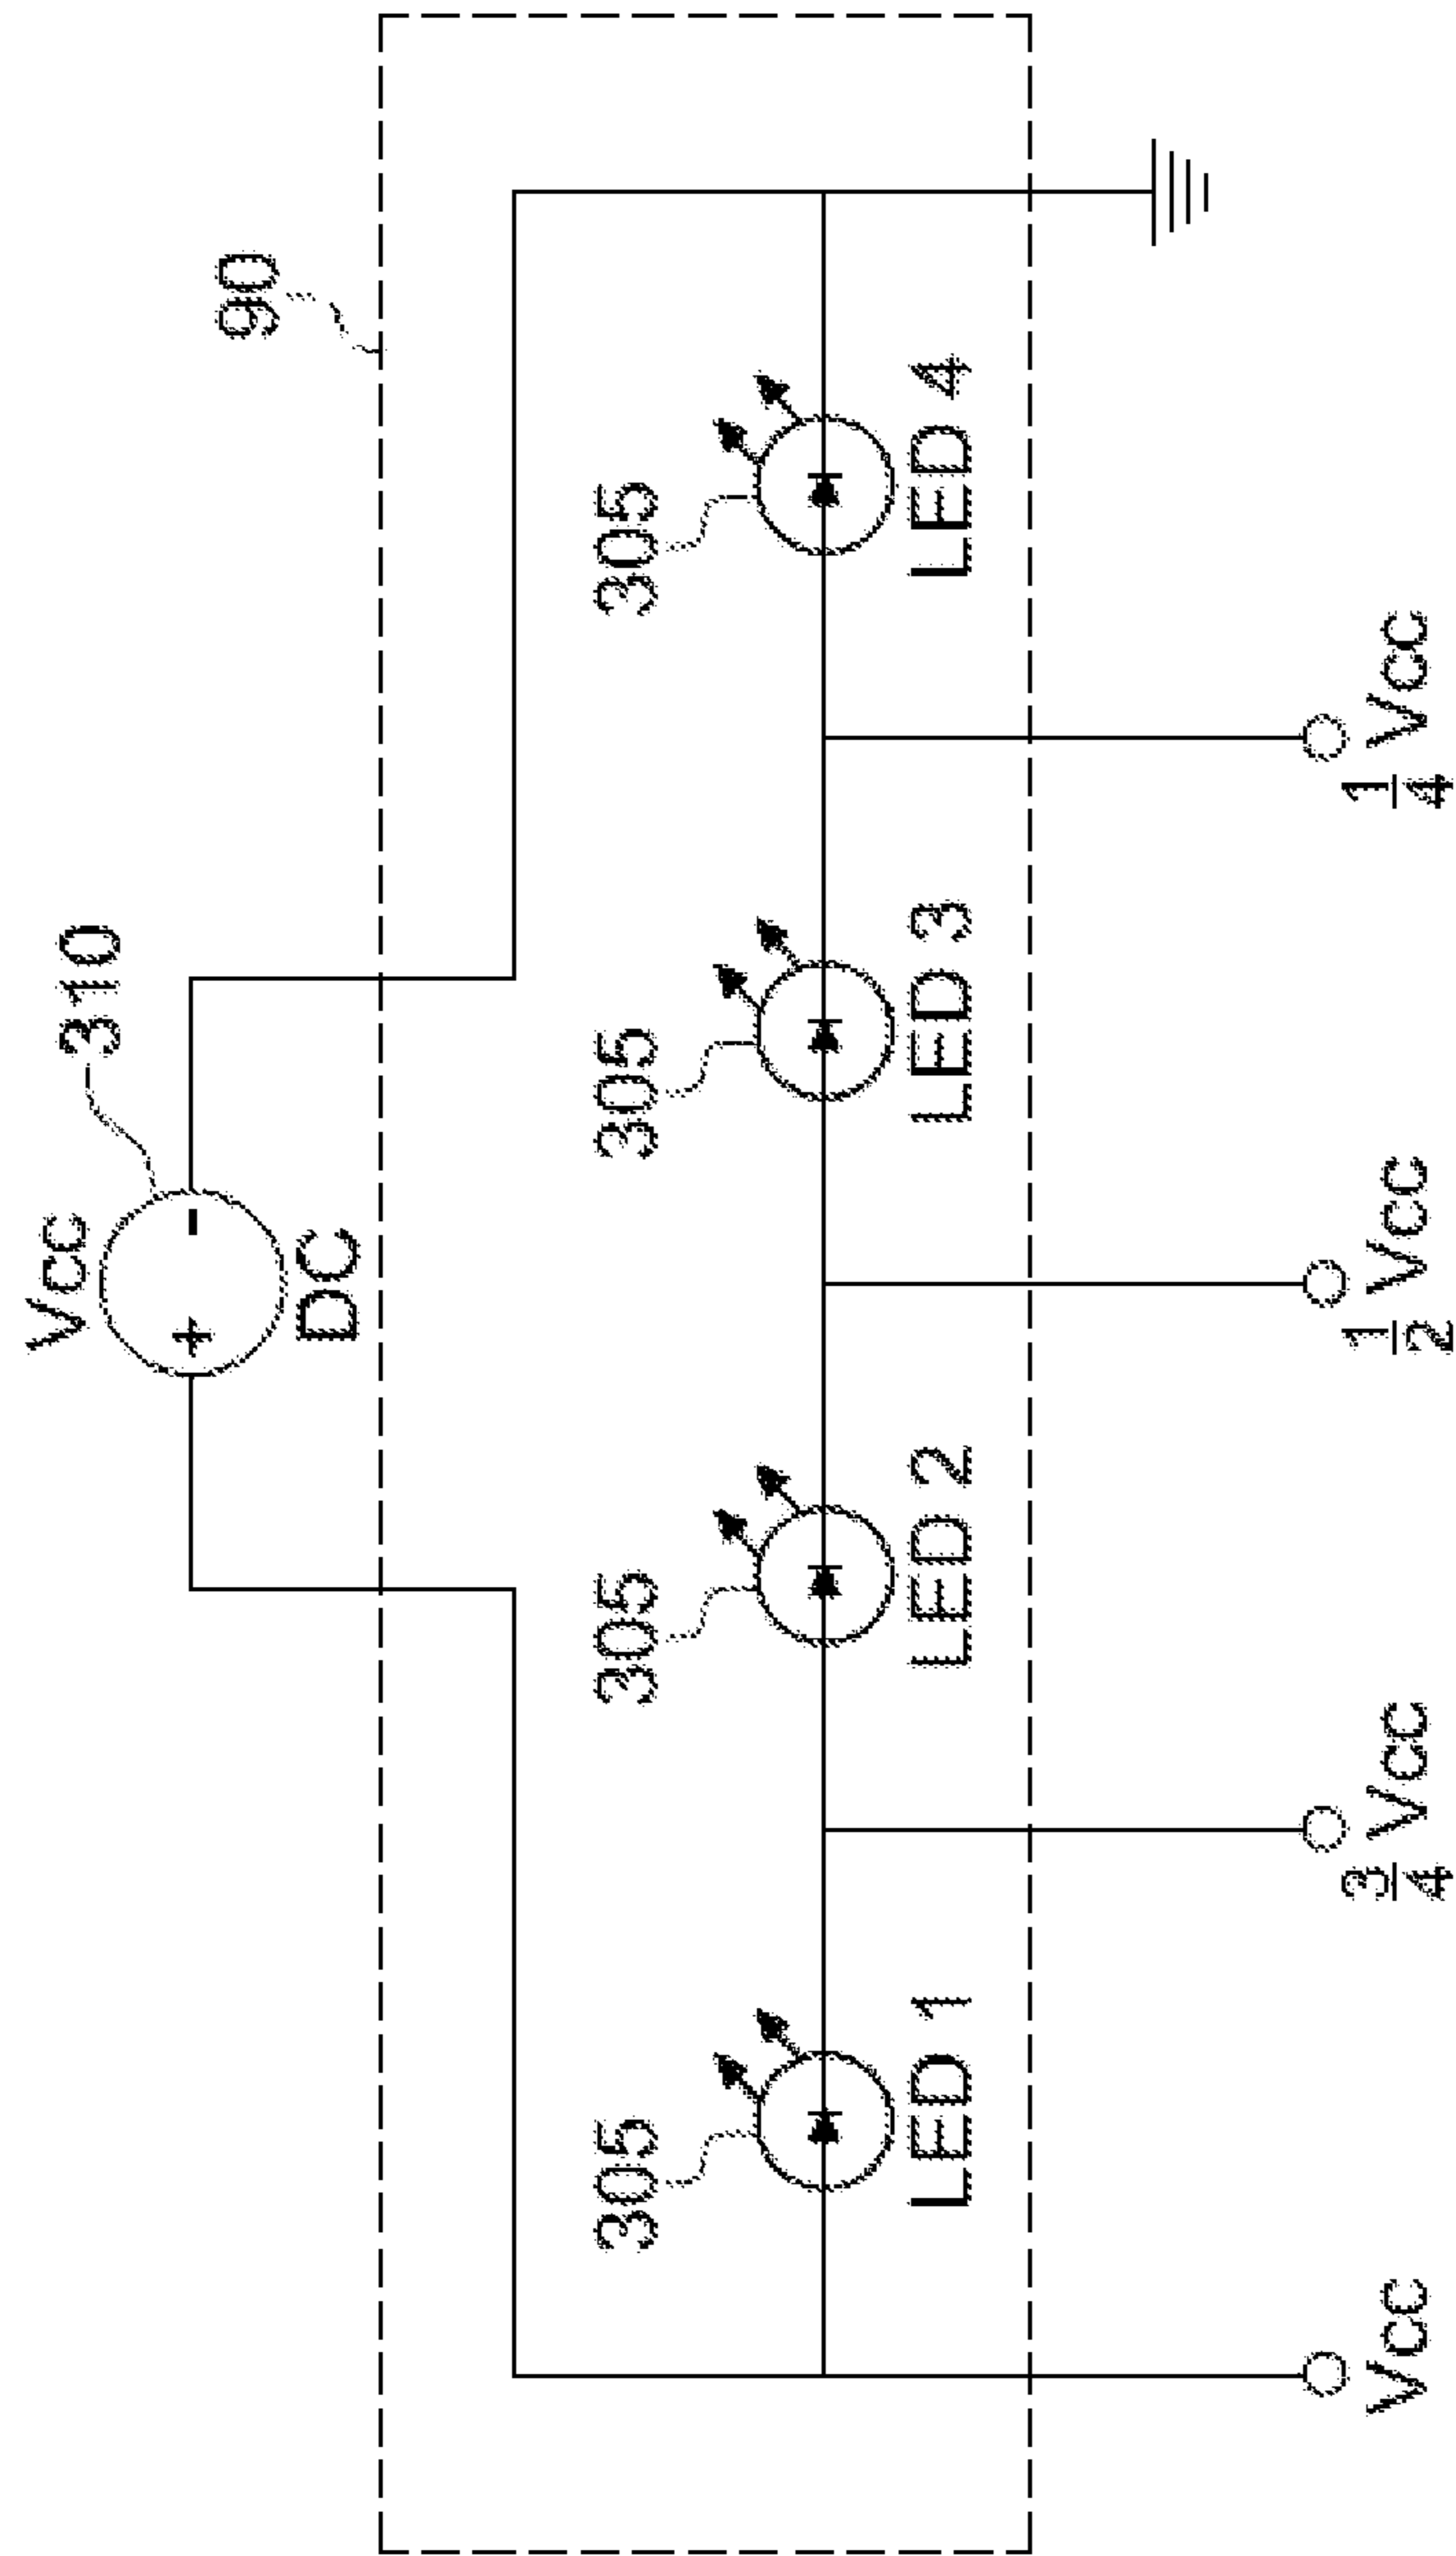 Vcc
310
+ -
DC
90
305 305 305 305
LED 1 LED 2 LED 3 LED 4
Vcc 3/4 Vcc 1/2 Vcc 1/4 Vcc